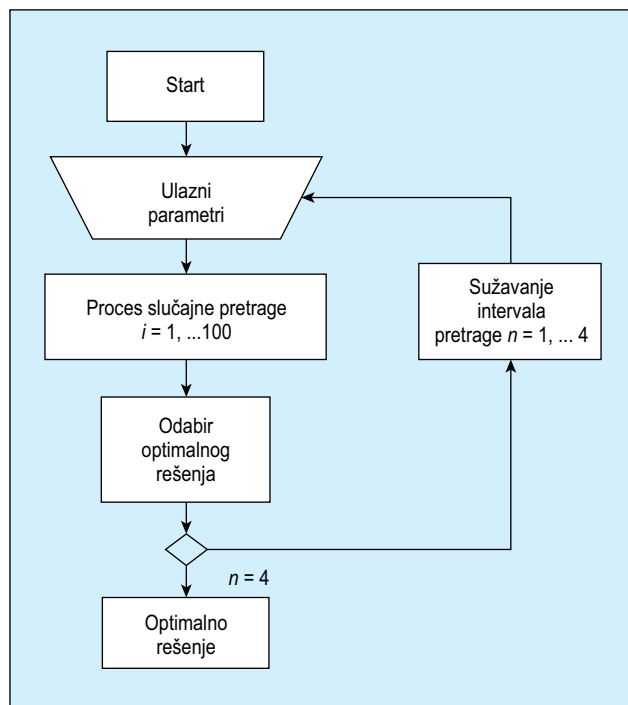 Start
Ulazni
parametri
Proces slučajne pretrage
i = 1, ...100
Sužavanje
intervala
pretrage n = 1, ... 4
Odabir
optimalnog
rešenja
n = 4
Optimalno
rešenje